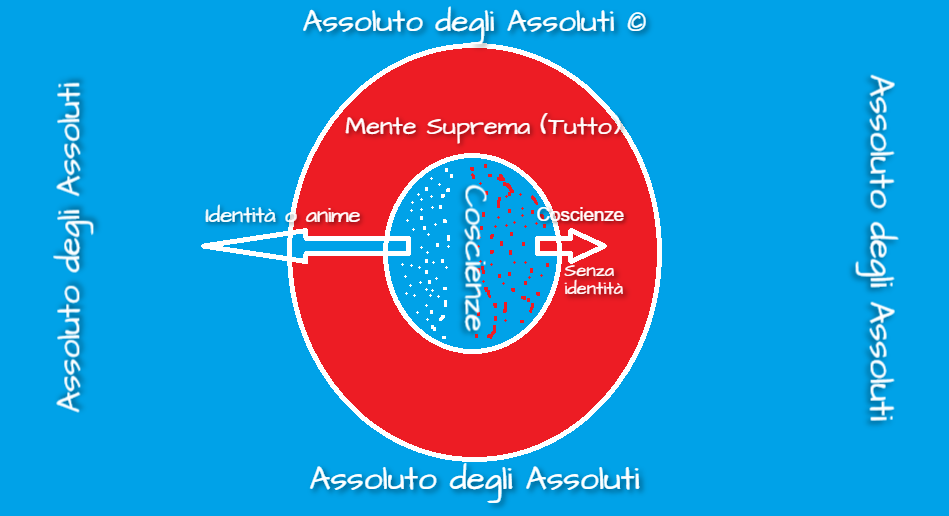 Assoluto degli Assoluti ©
Assoluto degli Assoluti
Mente Suprema (Tutto)
Identità o anime
Coscienze
Coscienze
Senza
identità
Assoluto degli Assoluti
Assoluto degli Assoluti